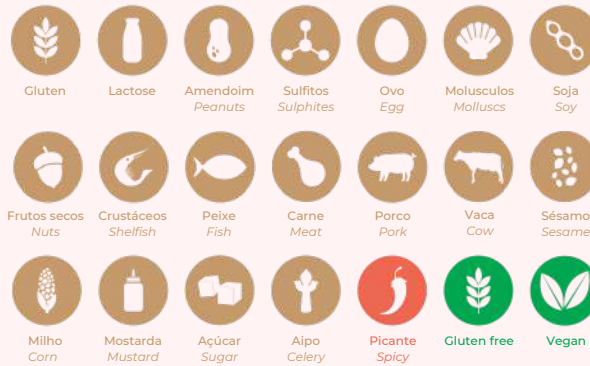 Gluten
Lactose
Amendoim
Peanuts
Sulfitos
Sulphites
Ovo
Egg
Molusculos
Molluscs
Soja
Soy
Frutos secos
Nuts
Crustáceos
Shelfish
Peixe
Fish
Carne
Meat
Porco
Pork
Vaca
Cow
Sésamo
Sesame
Milho
Corn
Mostarda
Mustard
Açúcar
Sugar
Aipo
Celery
Picante
Spicy
Gluten free
Vegan